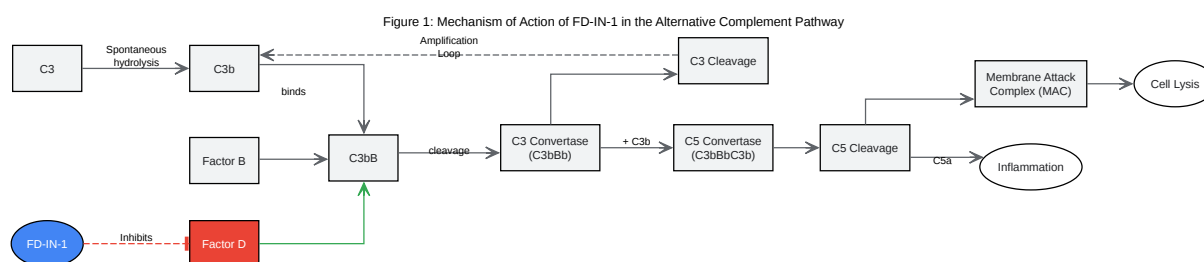 Figure 1: Mechanism of Action of FD-IN-1 in the Alternative Complement Pathway
C3
Spontaneous
hydrolysis
C3b
Amplification
Loop
C3 Cleavage
binds
Factor B
C3bB
cleavage
C3 Convertase
(C3bBb)
+ C3b
C5 Convertase
(C3bBbC3b)
C5 Cleavage
Membrane Attack
Complex (MAC)
Cell Lysis
C5a
Inflammation
FD-IN-1
Inhibits
Factor D